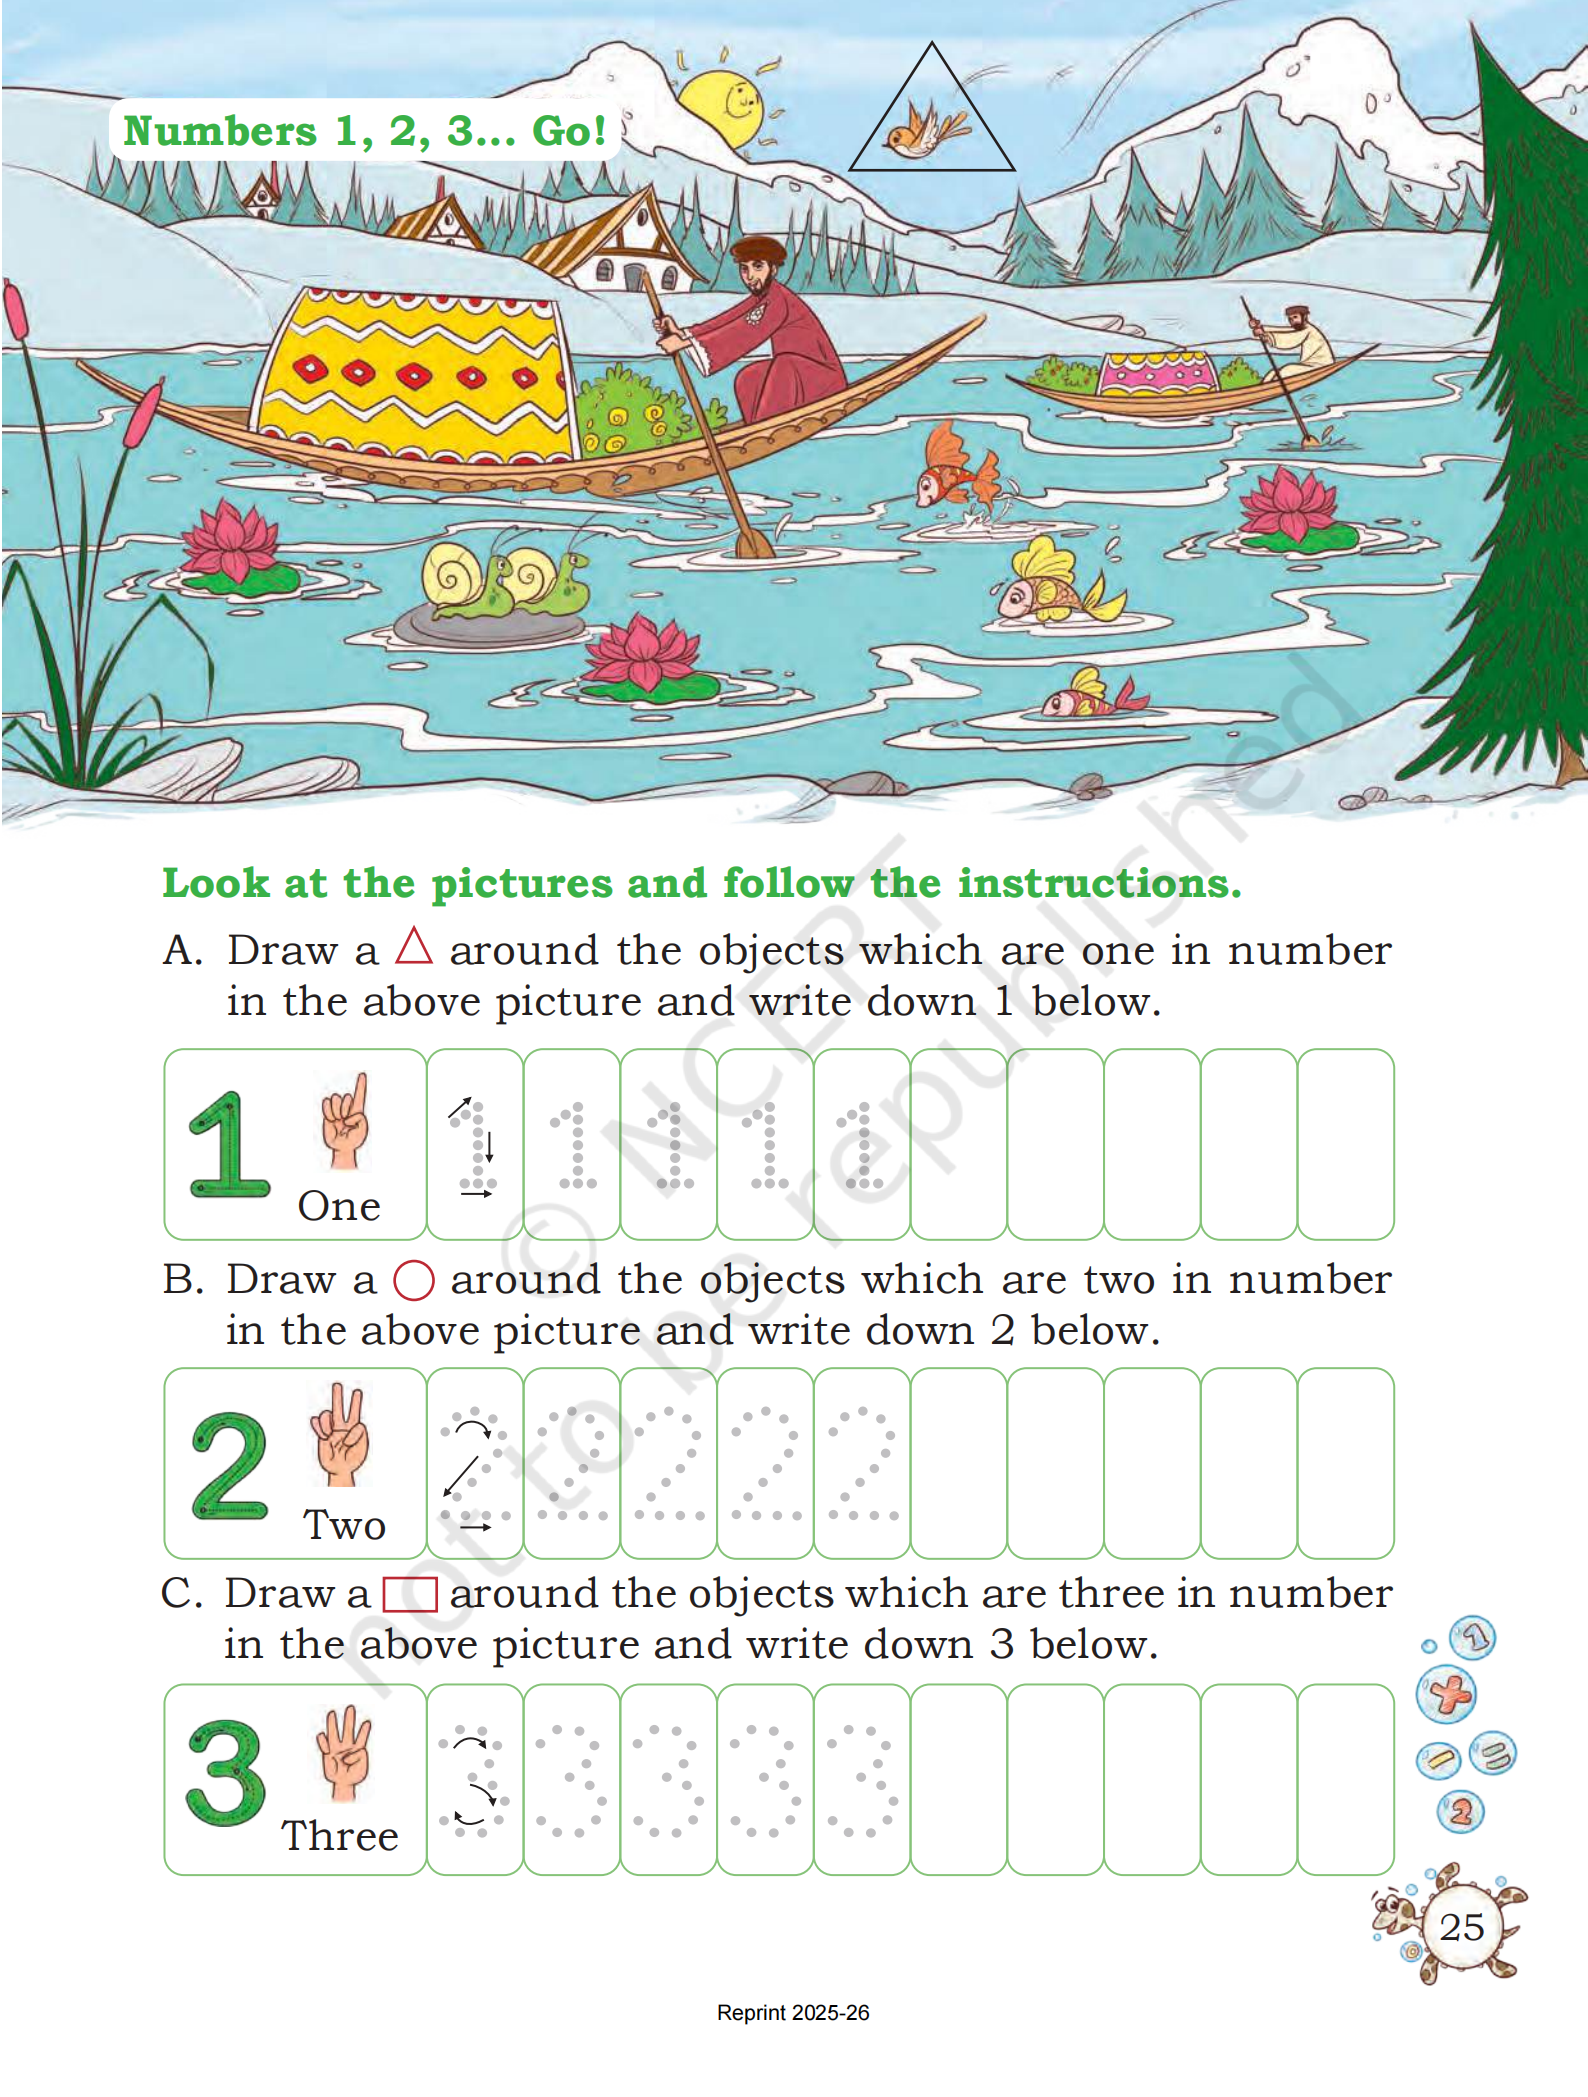 Numbers 1, 2, 3... Go!
Look at the pictures and follow the instructions.
A. Draw a △ around the objects which are one in number
in the above picture and write down 1 below.
1 One 1 1 1 1 1
B. Draw a ○ around the objects which are two in number
in the above picture and write down 2 below.
2 Two 2 2 2 2 2
C. Draw a ▭ around the objects which are three in number
in the above picture and write down 3 below.
3 Three 3 3 3 3 3
1
+
− =
2
25
© NCERT
not to be republished
Reprint 2025-26